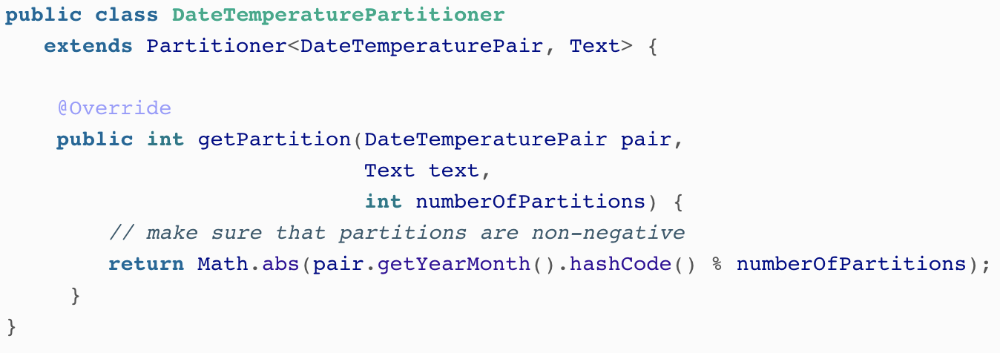 public class DateTemperaturePartitioner
   extends Partitioner<DateTemperaturePair, Text> {

    @Override
    public int getPartition(DateTemperaturePair pair,
                            Text text,
                            int numberOfPartitions) {
        // make sure that partitions are non-negative
        return Math.abs(pair.getYearMonth().hashCode() % numberOfPartitions);
     }
}